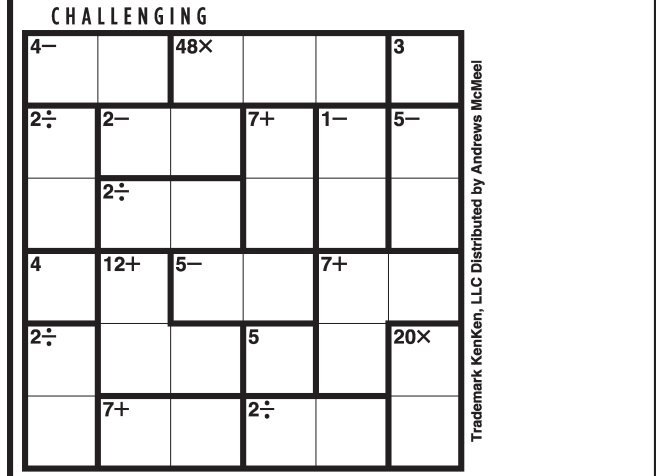 CHALLENGING
4− 48× 3
2÷ 2− 7+ 1− 5−
2÷
4 12+ 5− 7+
2÷ 5 20×
7+ 2÷
Trademark KenKen, LLC Distributed by Andrews McMeel